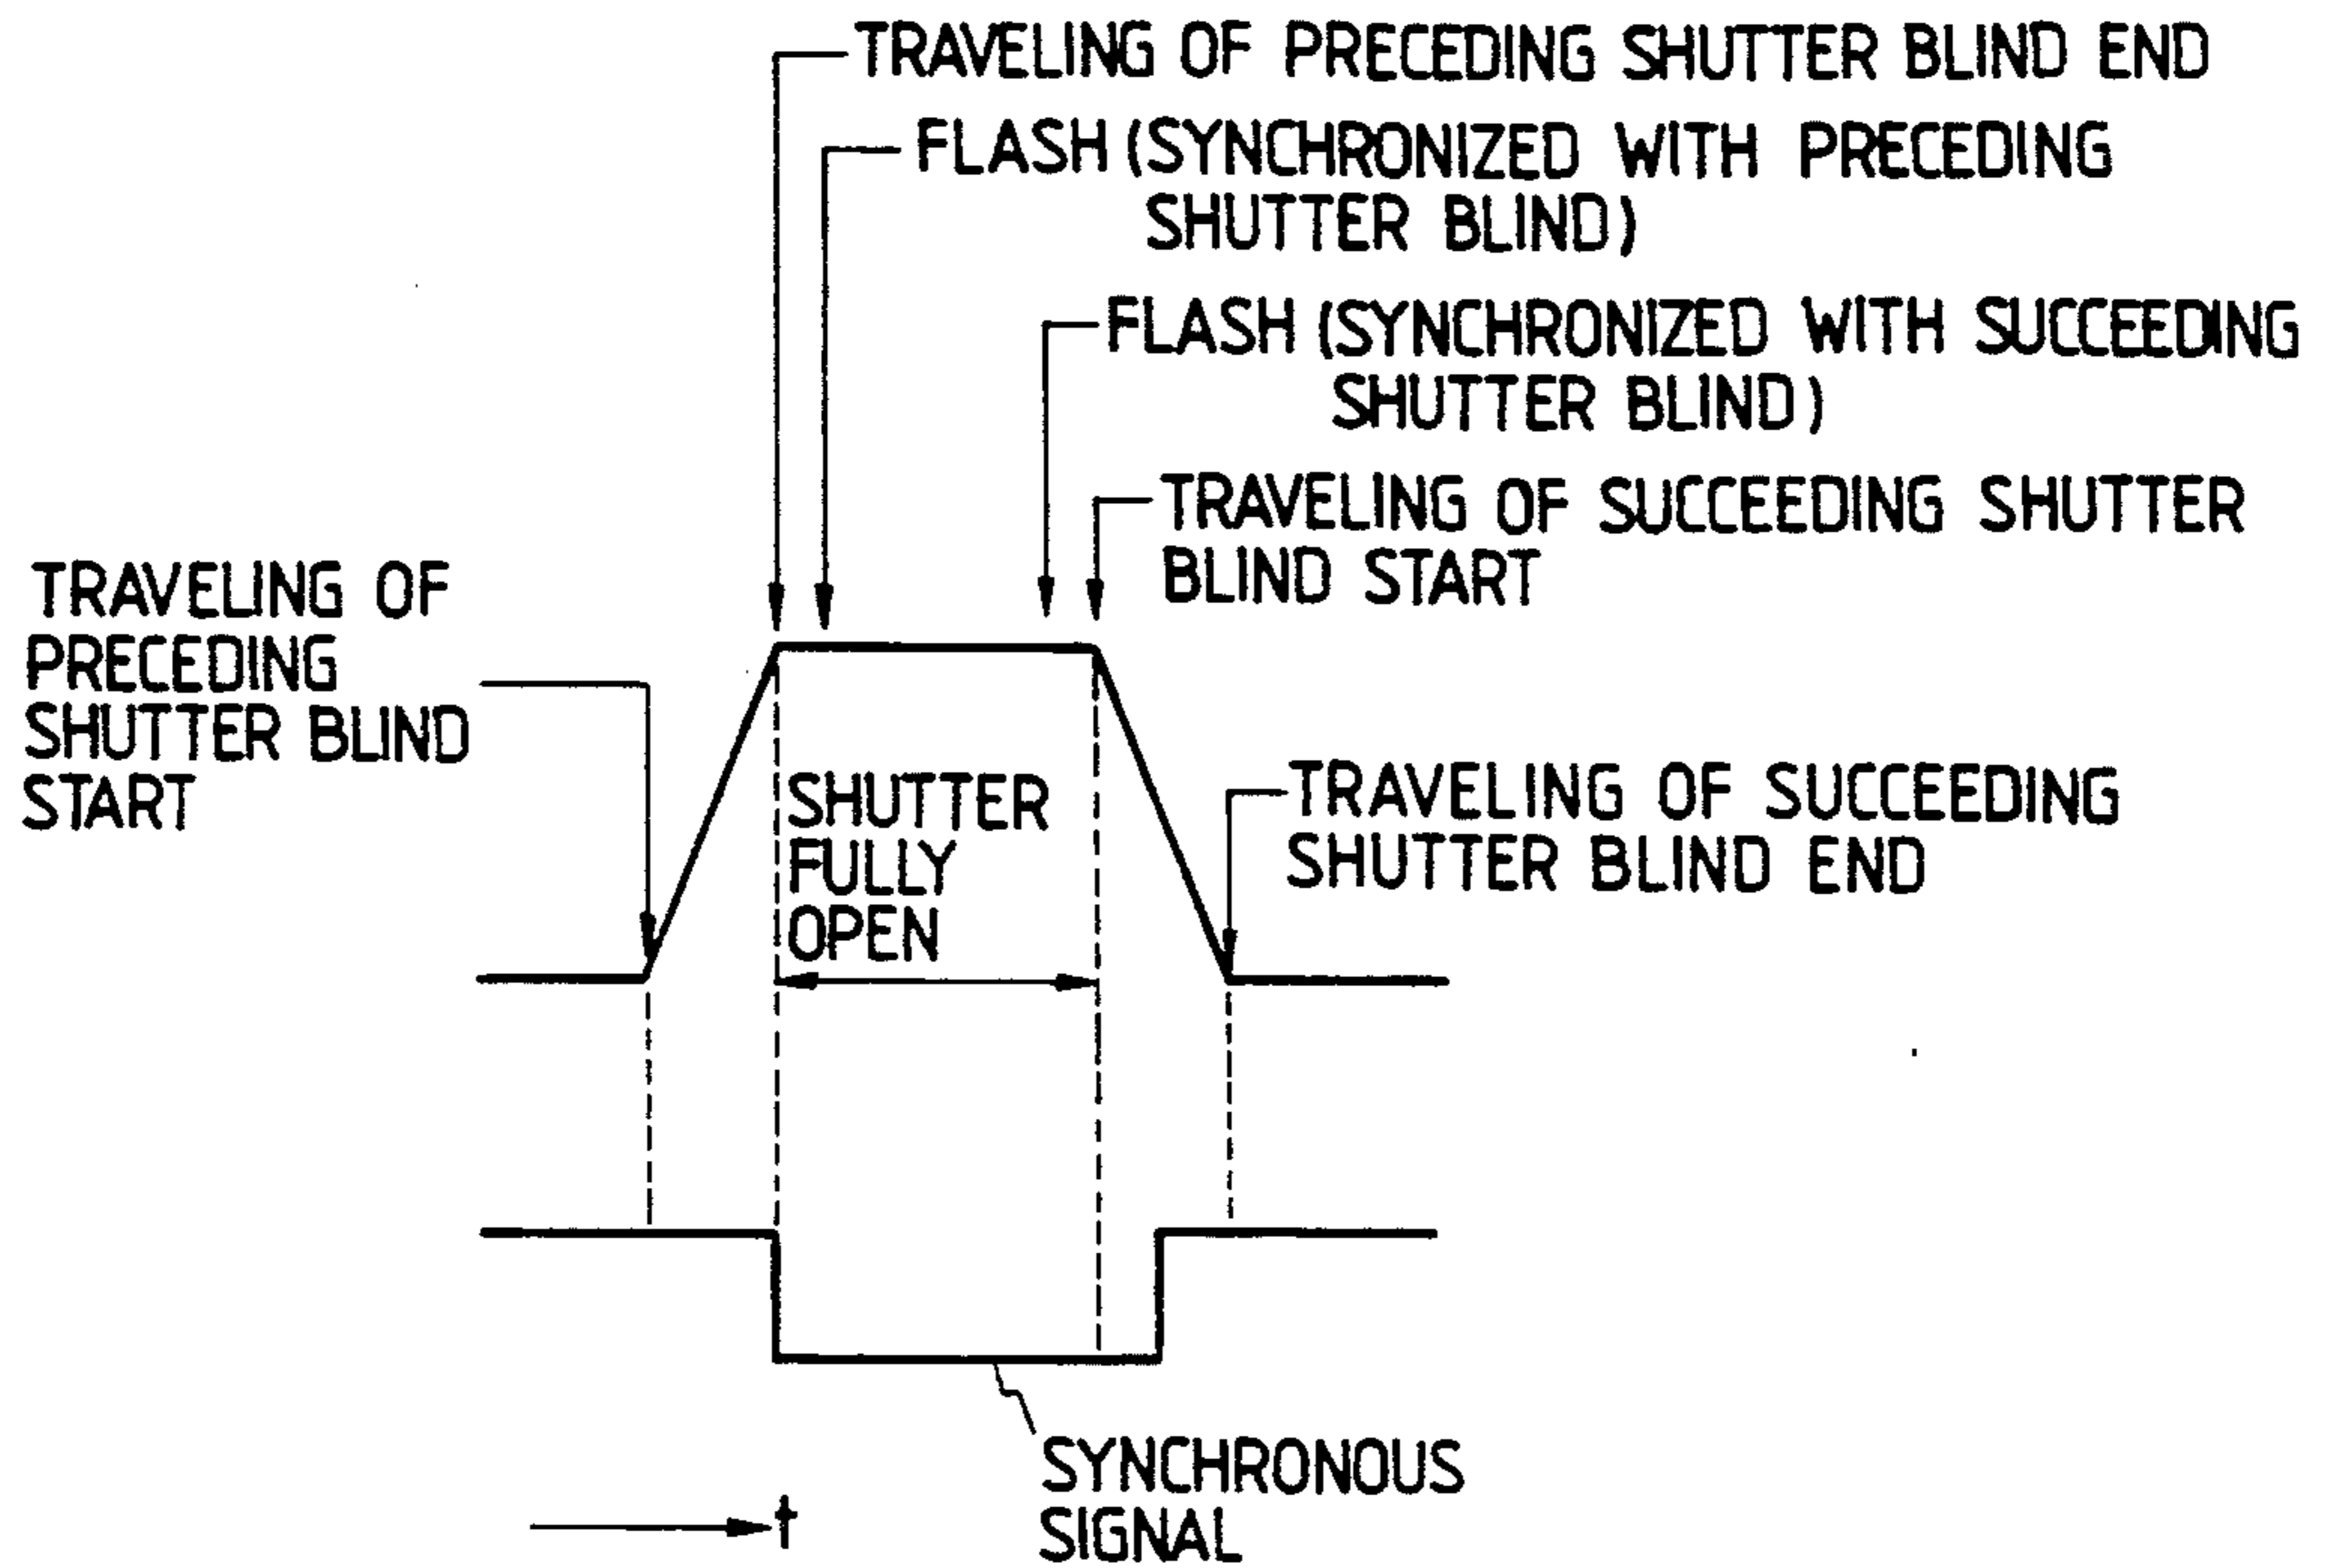 TRAVELING OF PRECEDING SHUTTER BLIND END
FLASH (SYNCHRONIZED WITH PRECEDING
SHUTTER BLIND)
FLASH (SYNCHRONIZED WITH SUCCEEDING
SHUTTER BLIND)
TRAVELING OF SUCCEEDING SHUTTER
BLIND START
TRAVELING OF
PRECEDING
SHUTTER BLIND
START
SHUTTER
FULLY
OPEN
TRAVELING OF SUCCEEDING
SHUTTER BLIND END
SYNCHRONOUS
SIGNAL
t